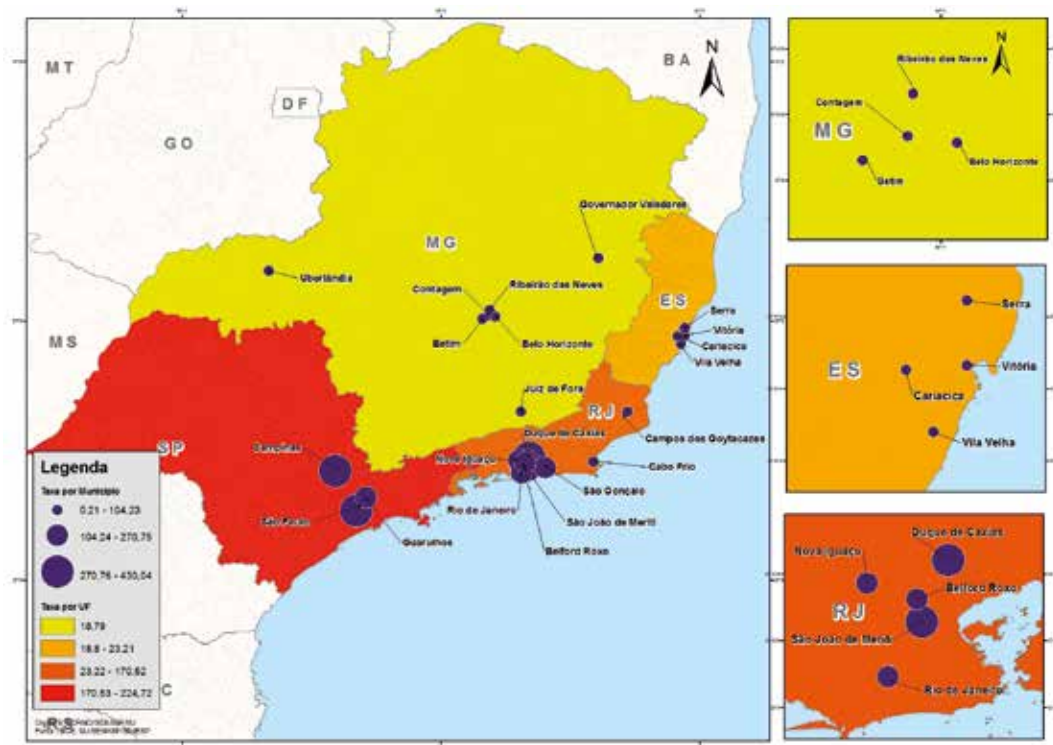 MT
DF
BA
N
GO
MG
Governador Valadares
Uberlândia
Contagem
Ribeirão das Neves
Betim
Belo Horizonte
MS
ES
Serra
Vitória
Cariacica
Vila Velha
Juiz de Fora
RJ
Duque de Caxias
Campos dos Goytacazes
SP
Campinas
Nova Iguaçu
Cabo Frio
São Gonçalo
Rio de Janeiro
São João de Meriti
São Paulo
Guarulhos
Belford Roxo
Legenda
Taxa por Município
0,21 - 104,23
104,24 - 270,75
270,76 - 430,04
Taxa por UF
18,79
18,8 - 23,21
23,22 - 170,62
170,63 - 224,72
C
RS
N
Ribeirão das Neves
Contagem
MG
Belo Horizonte
Betim
Serra
ES
Vitória
Cariacica
Vila Velha
Duque de Caxias
Nova Iguaçu
Belford Roxo
RJ
São João de Meriti
Rio de Janeiro